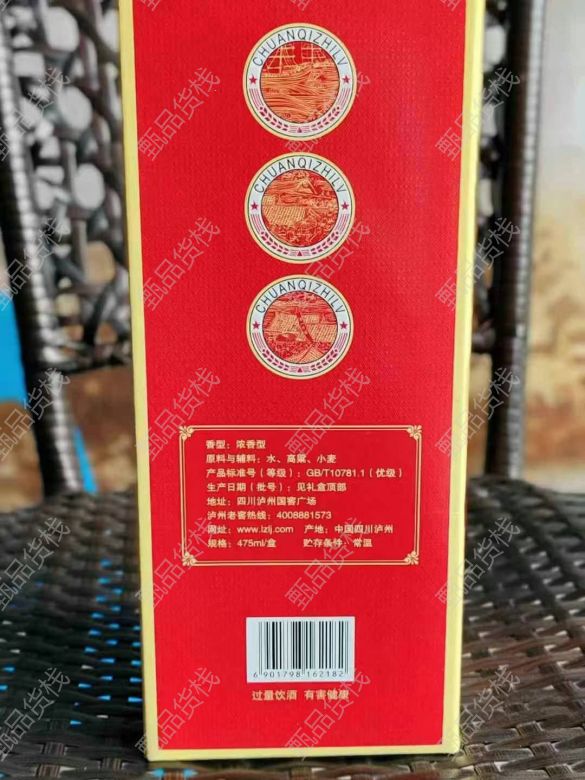 CHUANQIZHILV
CHUANQIZHILV
CHUANQIZHILV
香型：浓香型
原料与辅料：水、高粱、小麦
产品标准号（等级）：GB/T10781.1（优级）
生产日期（批号）：见礼盒顶部
地址：四川泸州国窖广场
泸州老窖热线：4008881573
网址：www.lzlj.com 产地：中国四川泸州
规格：475ml/盒 贮存条件：常温
6 901798 162182
过量饮酒 有害健康
甄品货栈